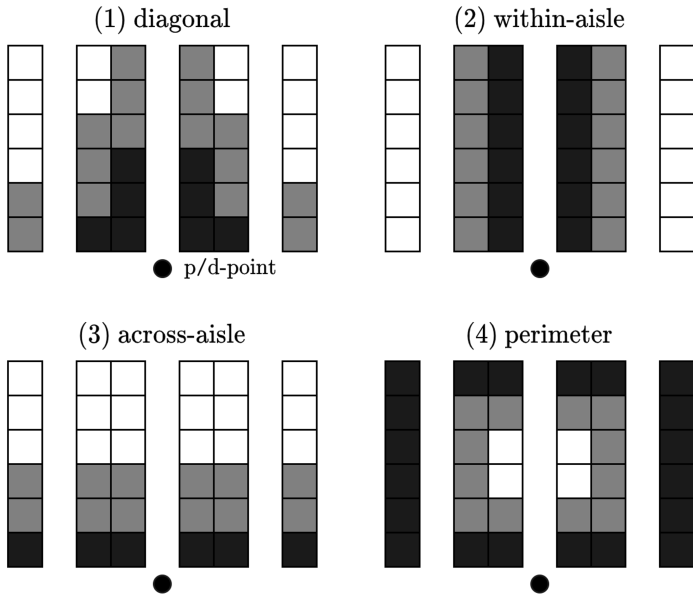 (1) diagonal
(2) within-aisle
p/d-point
(3) across-aisle
(4) perimeter